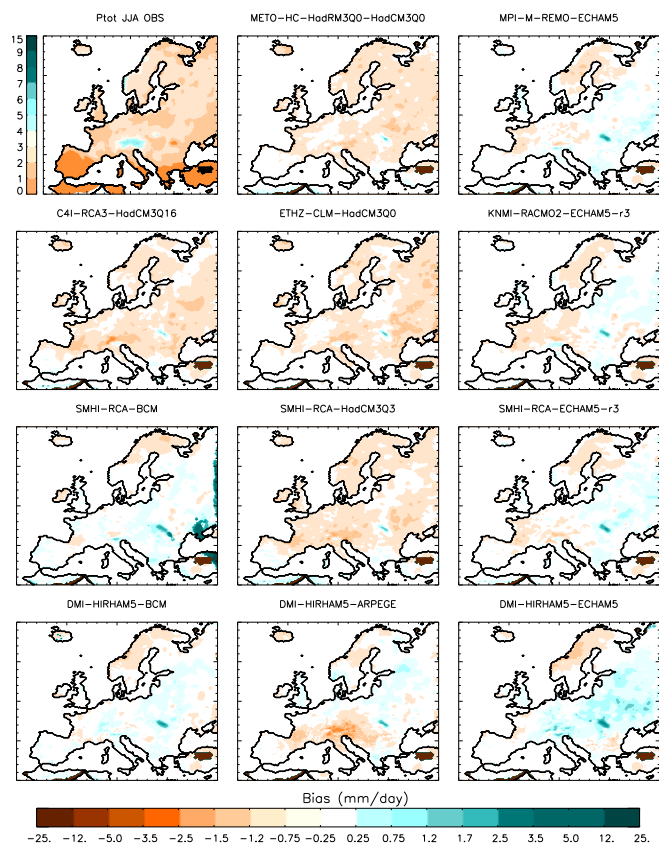 Ptot JJA OBS
METO-HC-HadRM3Q0-HadCM3Q0
MPI-M-REMO-ECHAM5
15
9
8
7
6
5
4
3
2
1
0
C4I-RCA3-HadCM3Q16
ETHZ-CLM-HadCM3Q0
KNMI-RACMO2-ECHAM5-r3
SMHI-RCA-BCM
SMHI-RCA-HadCM3Q3
SMHI-RCA-ECHAM5-r3
DMI-HIRHAM5-BCM
DMI-HIRHAM5-ARPEGE
DMI-HIRHAM5-ECHAM5
Bias (mm/day)
-25. -12. -5.0 -3.5 -2.5 -1.5 -1.2 -0.75 -0.25 0.25 0.75 1.2 1.7 2.5 3.5 5.0 12. 25.